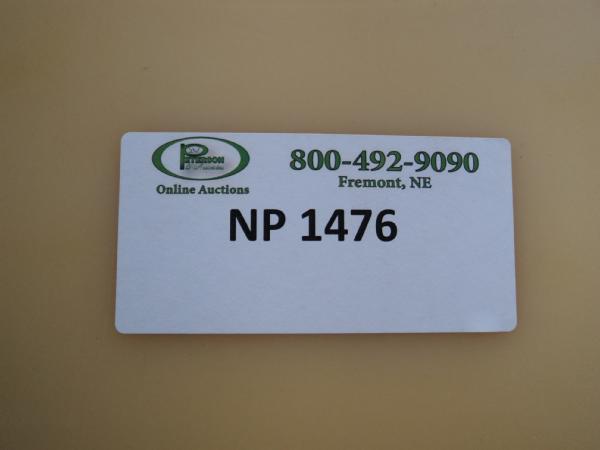 PETERSON
Online Auctions
800-492-9090
Fremont, NE
NP 1476